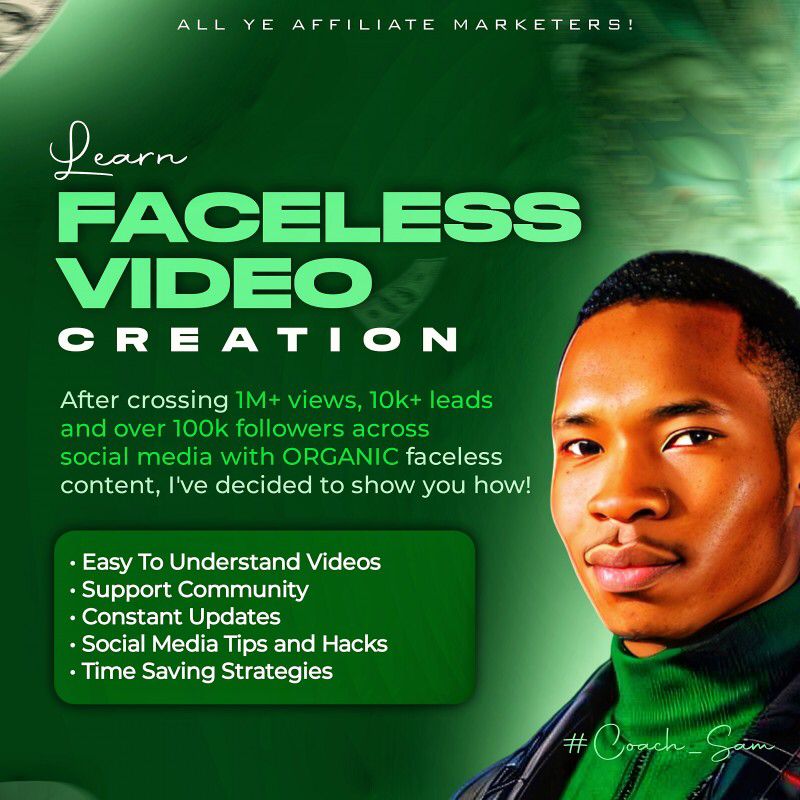 ALL YE AFFILIATE MARKETERS!
Learn
FACELESS
VIDEO
CREATION
After crossing 1M+ views, 10k+ leads
and over 100k followers across
social media with ORGANIC faceless
content, I've decided to show you how!
• Easy To Understand Videos
• Support Community
• Constant Updates
• Social Media Tips and Hacks
• Time Saving Strategies
#Coach_Sam